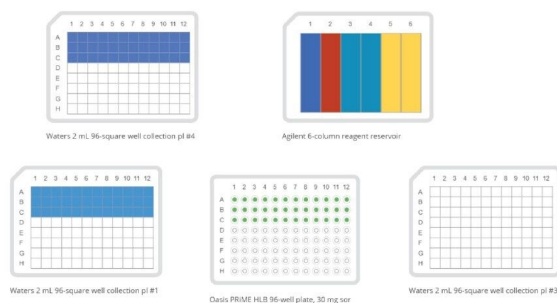 1 2 3 4 5 6 7 8 9 10 11 12
A
B
C
D
E
F
G
H
Waters 2 mL 96-square well collection pl #4
1 2 3 4 5 6
Agilent 6-column reagent reservoir
1 2 3 4 5 6 7 8 9 10 11 12
A
B
C
D
E
F
G
H
Waters 2 mL 96-square well collection pl #1
1 2 3 4 5 6 7 8 9 10 11 12
A
B
C
D
E
F
G
H
Oasis PRiME HLB 96-well plate, 30 mg sor
1 2 3 4 5 6 7 8 9 10 11 12
A
B
C
D
E
F
G
H
Waters 2 mL 96-square well collection pl #3